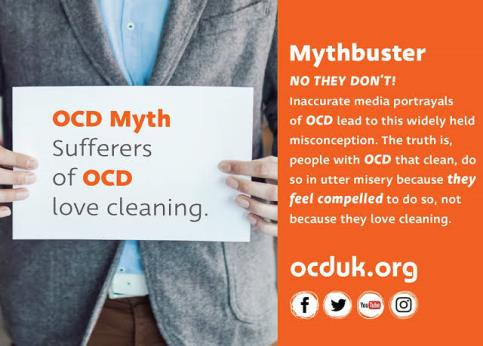 OCD Myth
Sufferers
of OCD
love cleaning.
Mythbuster
NO THEY DON'T!
Inaccurate media portrayals
of OCD lead to this widely held
misconception. The truth is,
people with OCD that clean, do
so in utter misery because they
feel compelled to do so, not
because they love cleaning.
ocduk.org
You Tube